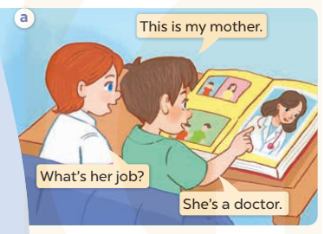 a
This is my mother.
What's her job?
She's a doctor.